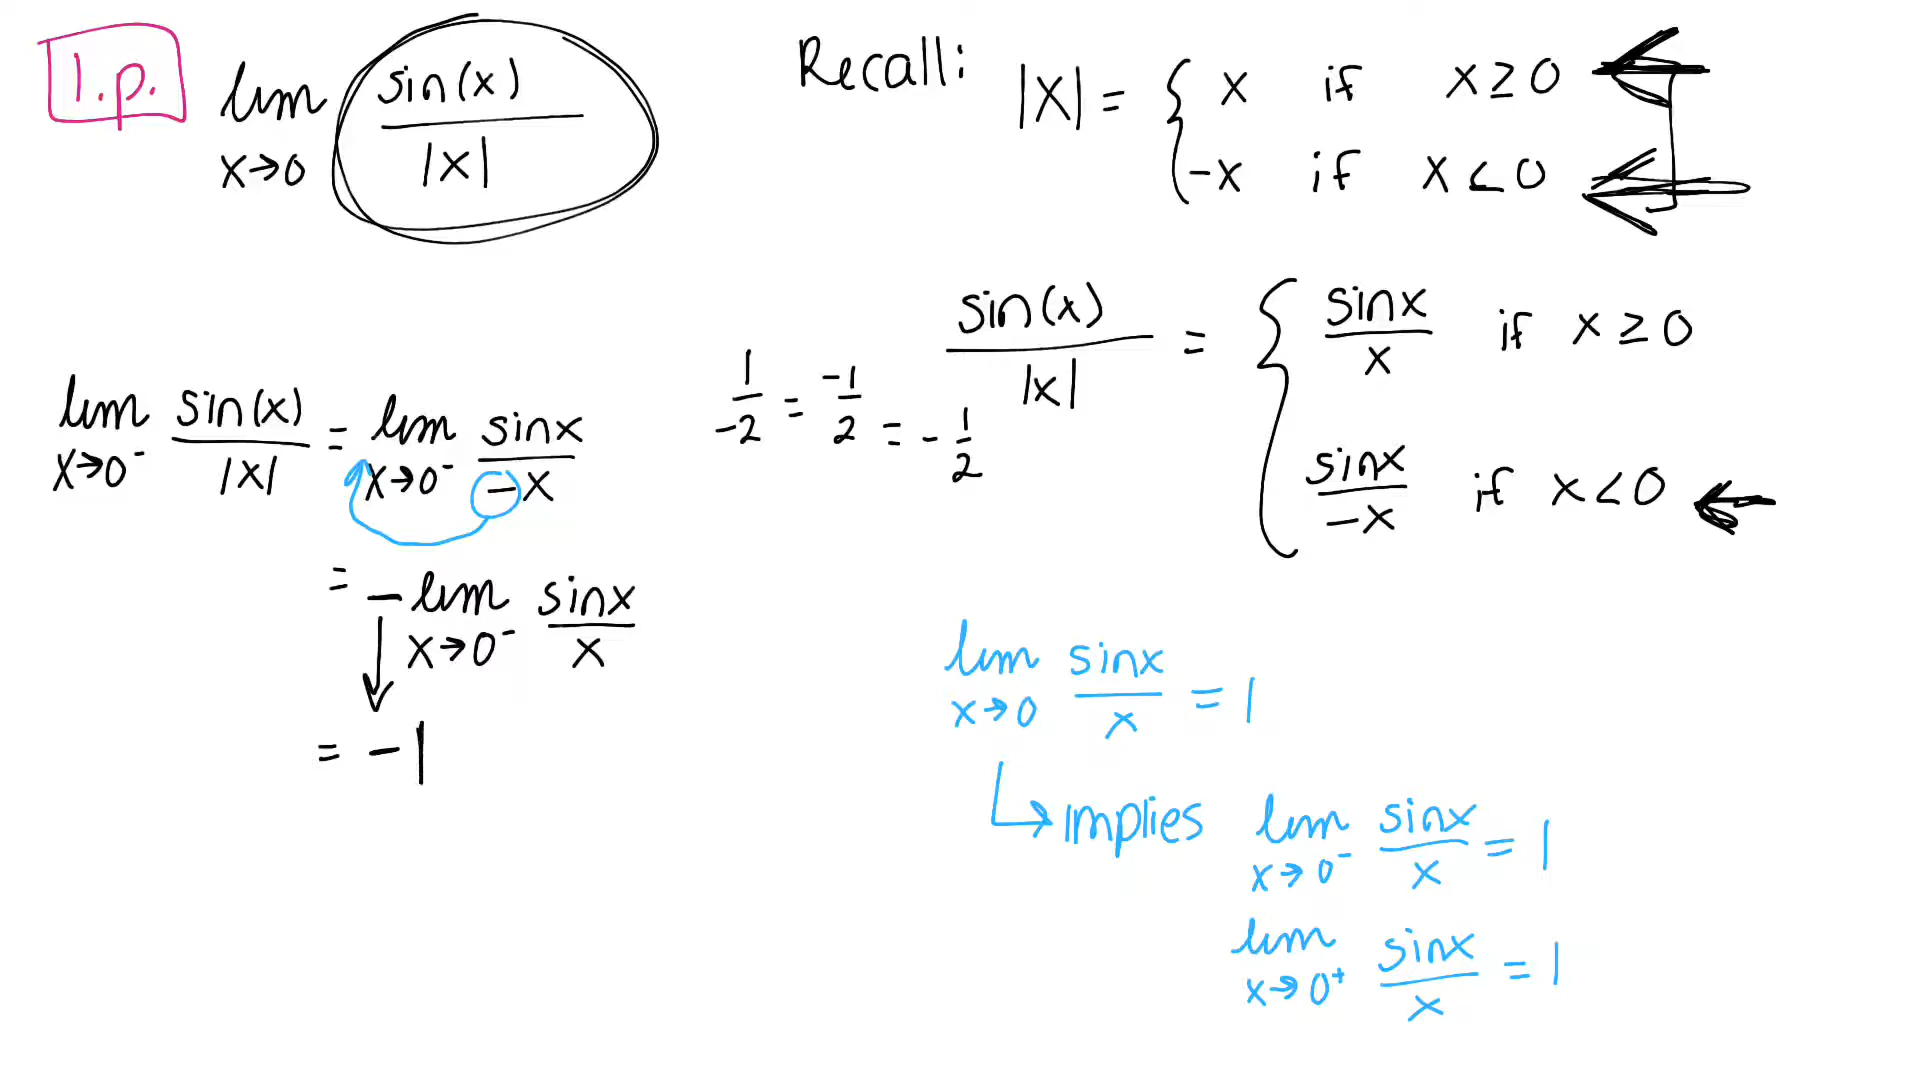 1.p. lim x→0 sin(x)/|x|
Recall: |x| = { x if x ≥ 0
-x if x < 0
sin(x)/|x| = { sinx/x if x ≥ 0
sinx/-x if x < 0
1/-2 = -1/2 = -1/2
lim x→0⁻ sin(x)/|x| = lim x→0⁻ sinx/-x
= -lim x→0⁻ sinx/x
= -1
lim x→0 sinx/x = 1
↳ implies lim x→0⁻ sinx/x = 1
lim x→0⁺ sinx/x = 1